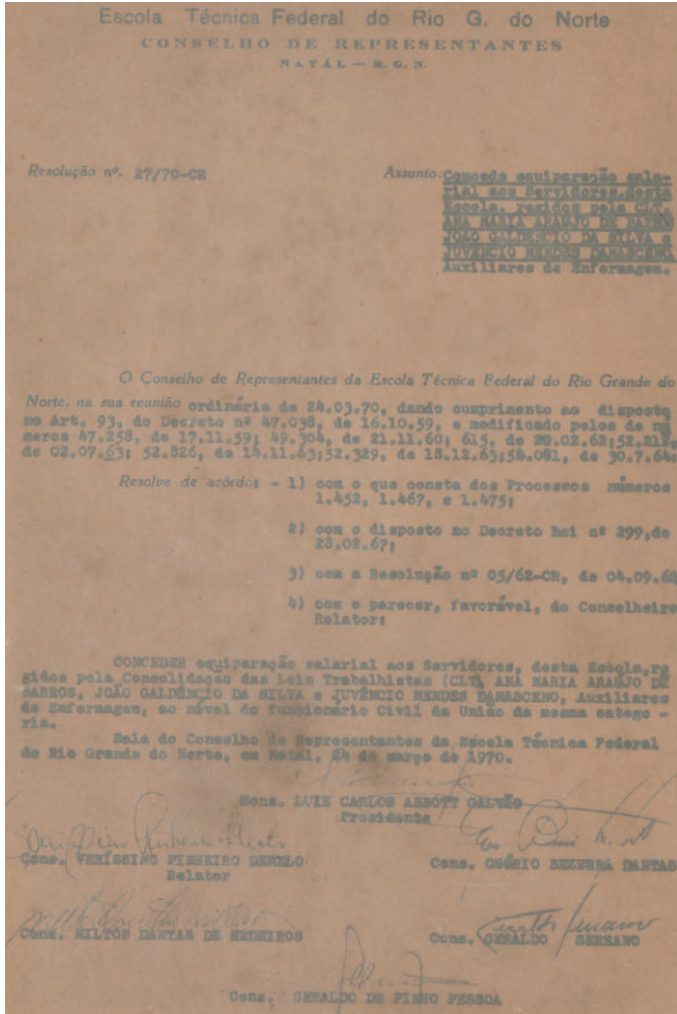 Escola Técnica Federal do Rio G. do Norte
CONSELHO DE REPRESENTANTES
NATÁL — R. G. N.
Resolução nº. 27/70-CR
Assunto: Concede equiparação sala-
rial aos Servidores, desta
Escola, regidos pela CLT,
ANA MARIA ARAUJO DE BARROS
JOÃO GALDÊNCIO DA SILVA e
JUVÊNCIO MENDES DAMASCENO,
Auxiliares de Enfermagem.
O Conselho de Representantes da Escola Técnica Federal do Rio Grande do
Norte, na sua reunião ordinária de 24.03.70, dando cumprimento ao disposto
no Art. 93, do Decreto nº 47.038, de 16.10.59, e modificado pelos de nú
meros 47.258, de 17.11.59; 49.304, de 21.11.60; 615, de 02.62; 52.
de 02.07.63; 52.826, de 14.11.63; 52.329, de 18.12.63; 54.081, de 30.7.64:
Resolve de acôrdo: - 1) com o que consta dos Processos números
1.452, 1.467, e 1.475;
2) com o disposto no Decreto Lei nº 299, de
28.02.67;
3) com a Resolução nº 05/62-CR, de 04.09.62
4) com o parecer, favorável, do Conselheiro
Relator:
CONCEDER equiparação salarial aos Servidores, desta Escola, re
gidos pela Consolidação das Leis Trabalhistas (CLT), ANA MARIA ARAÚJO DE
BARROS, JOÃO GALDÊNCIO DA SILVA e JUVÊNCIO MENDES DAMASCENO, Auxiliares
de Enfermagem, ao nível do funcionário Civil da União da mesma catego -
ria.
Sala do Conselho de Representantes da Escola Técnica Federal
do Rio Grande do Norte, em Natal, 24 de março de 1970.
Cons. LUIZ CARLOS ABBOTT GALVÃO
Presidente
Cons. VERÍSSIMO PINHEIRO DE MELO
Relator
Cons. OSÓRIO BEZERRA DANTAS
Cons. MILTON DANTAS DE MEDEIROS
Cons. GERALDO SERRANO
Cons. GERALDO DE PINHO PESSOA